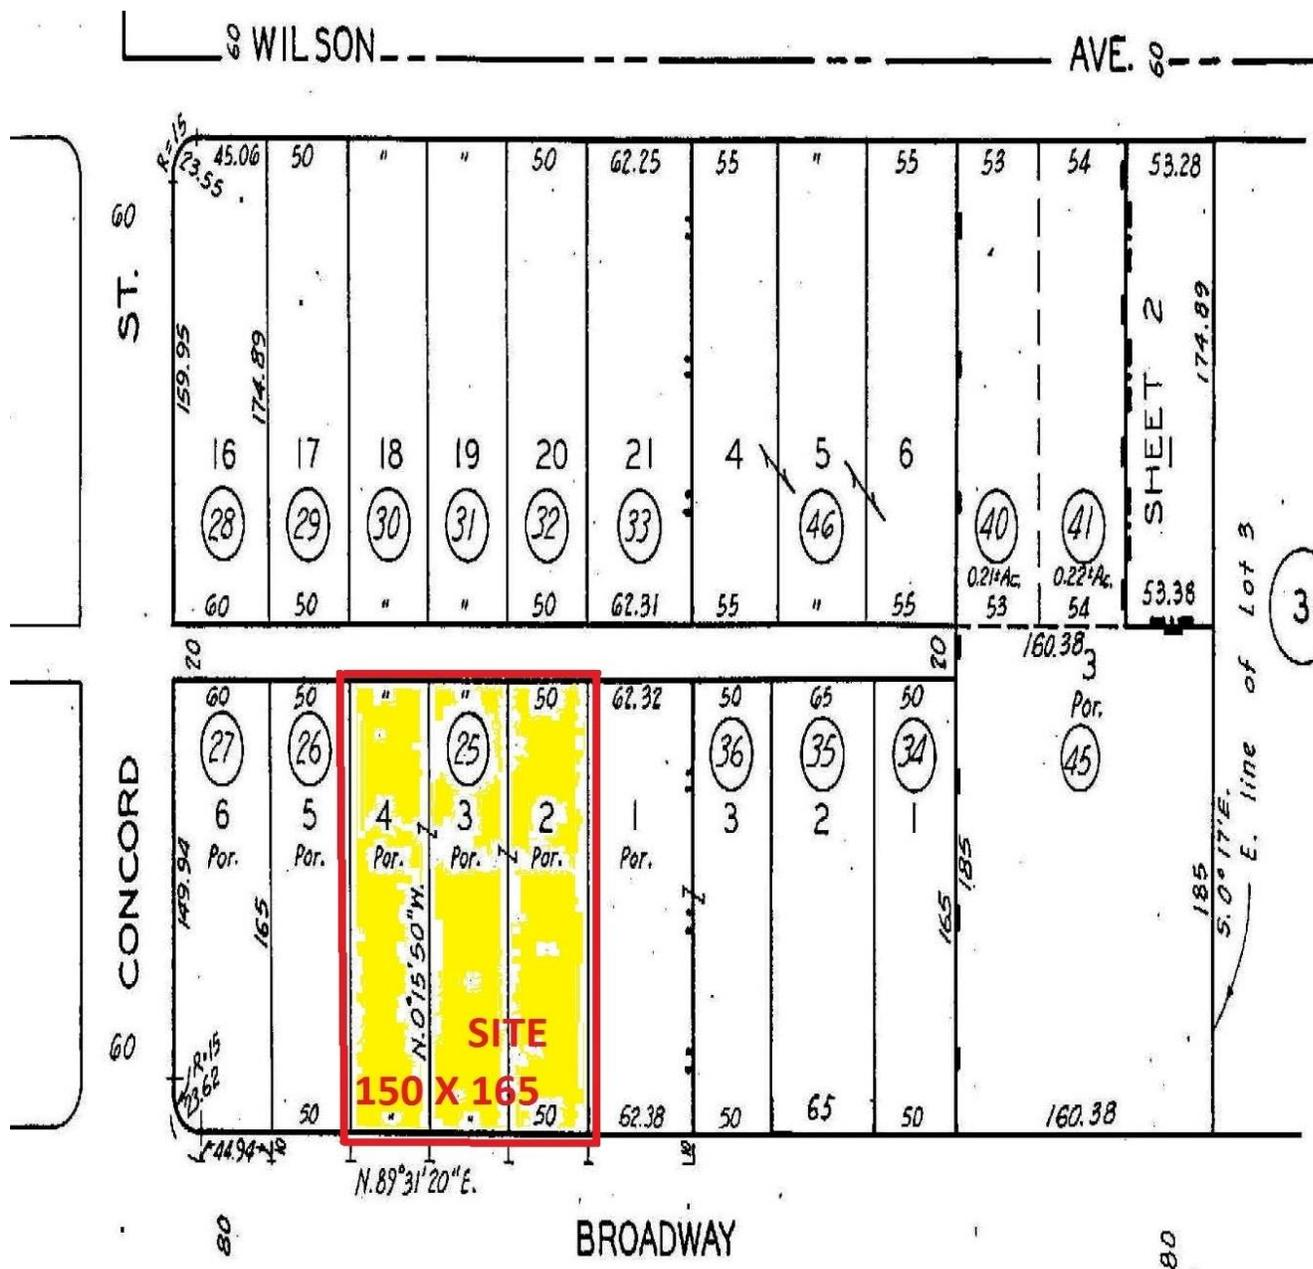 60 WILSON AVE. 60
R=15
23.55
45.06 50 " " 50 62.25 55 " 55 53 54 53.28
60
ST.
159.95
174.89
SHEET 2
174.89
16 17 18 19 20 21 4 5 6
28 29 30 31 32 33 46 40 41
0.21±Ac. 0.22±Ac.
60 50 " " 50 62.31 55 " 55 53 54 53.38
20 20 160.38
3
Por.
45
60 50 " " 50 62.32 50 65 50
27 26 25 36 35 34
6 5 4 3 2 1 3 2 1
Por. Por. Por. Por. Por. Por.
CONCORD
60
149.94
165
N.0°15'50"W.
165
185
185
S.0°17'E.
E. line of Lot 3
3
SITE
150 X 165
R=15
23.62
50 " " 50 62.38 50 65 50 160.38
44.94
N.89°31'20"E.
80 BROADWAY 80